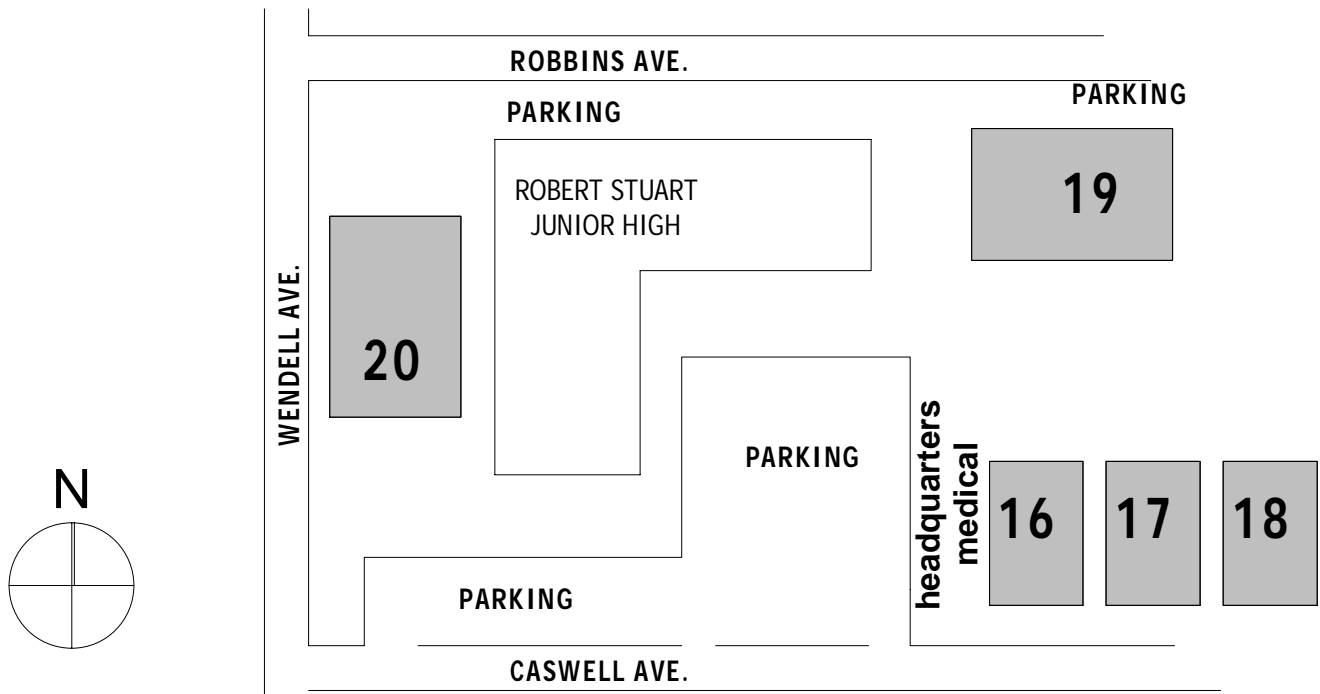 ROBBINS AVE.
PARKING
PARKING
ROBERT STUART
JUNIOR HIGH
19
WENDELL AVE.
20
N
PARKING
headquarters
medical
16
17
18
PARKING
CASWELL AVE.